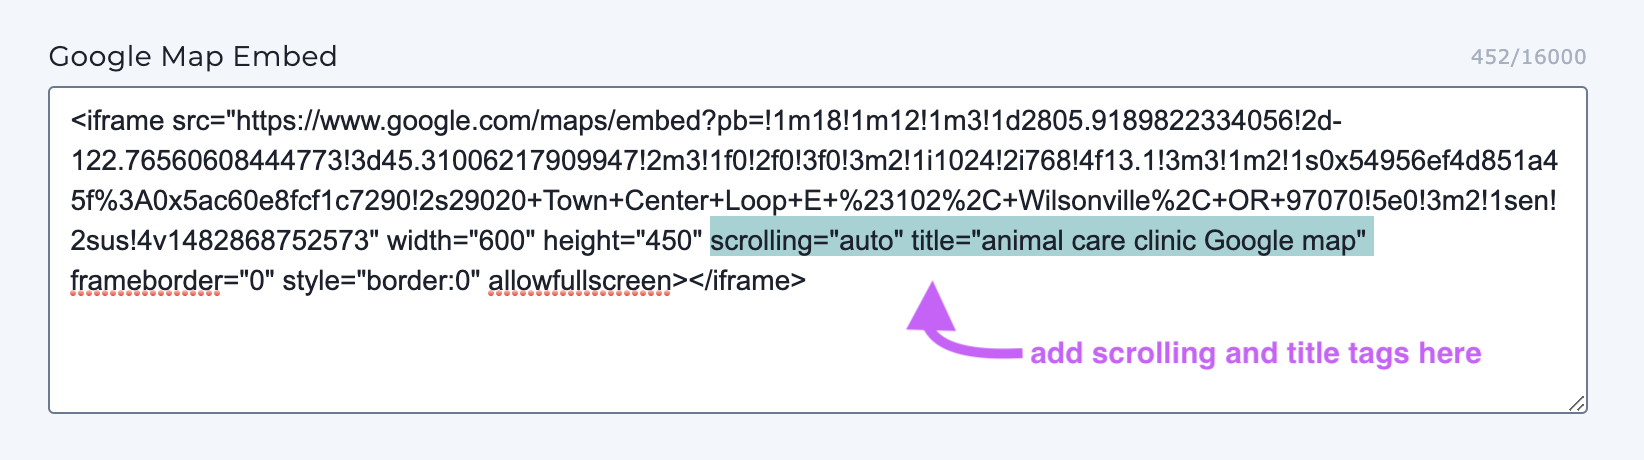 Google Map Embed
452/16000
<iframe src="https://www.google.com/maps/embed?pb=!1m18!1m12!1m3!1d2805.9189822334056!2d-
122.76560608444773!3d45.31006217909947!2m3!1f0!2f0!3f0!3m2!1i1024!2i768!4f13.1!3m3!1m2!1s0x54956ef4d851a4
5f%3A0x5ac60e8fcf1c7290!2s29020+Town+Center+Loop+E+%23102%2C+Wilsonville%2C+OR+97070!5e0!3m2!1sen!
2sus!4v1482868752573" width="600" height="450" scrolling="auto" title="animal care clinic Google map"
frameborder="0" style="border:0" allowfullscreen></iframe>
add scrolling and title tags here